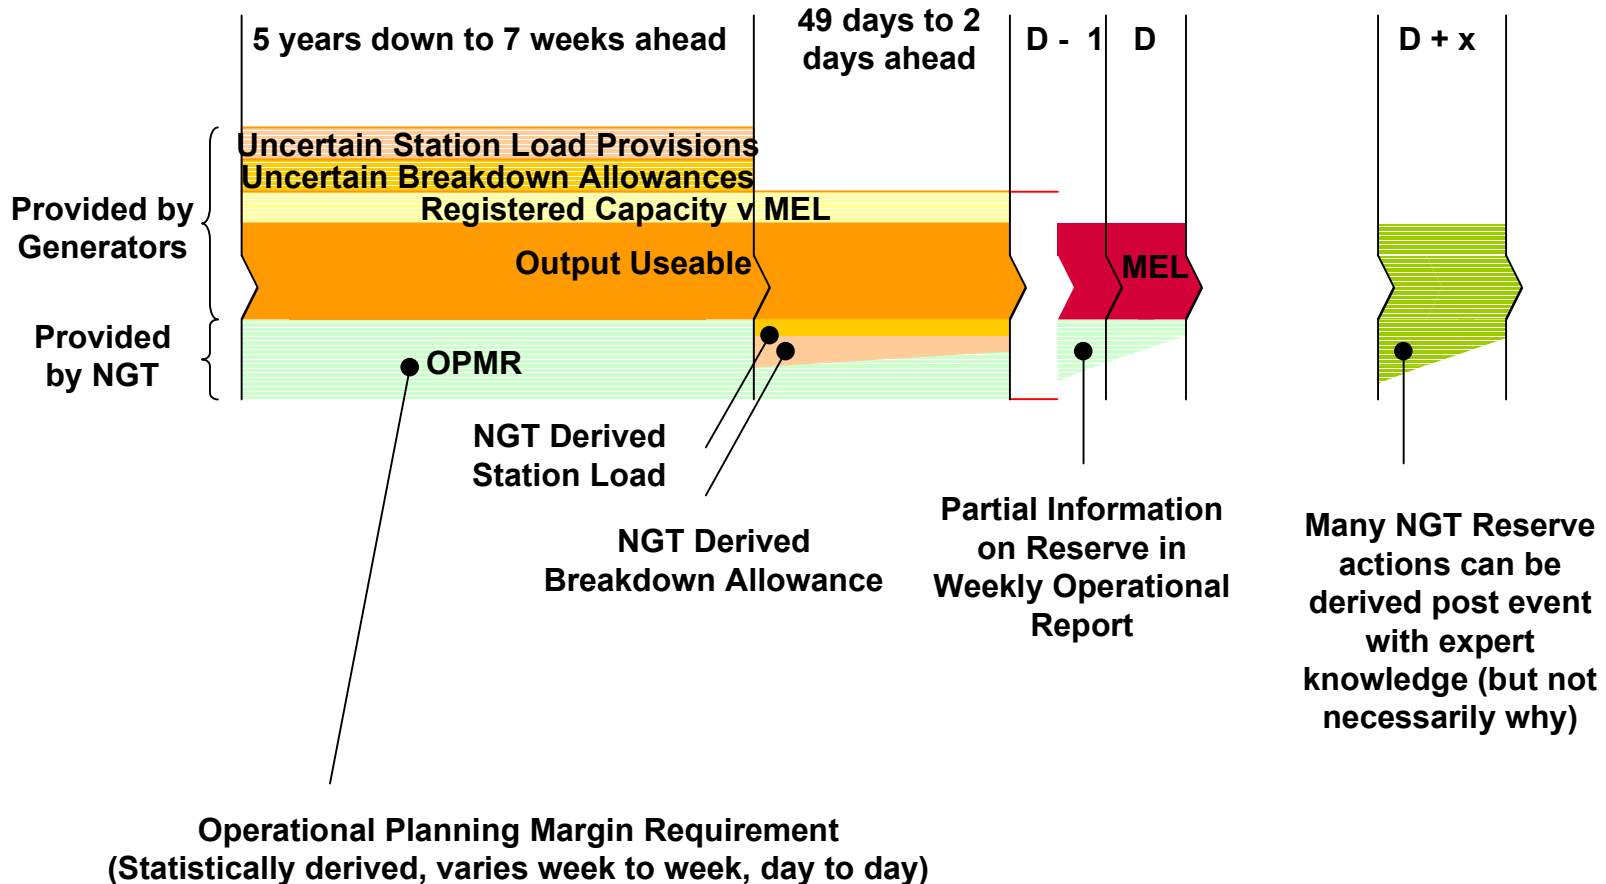 5 years down to 7 weeks ahead
49 days to 2
days ahead
D - 1
D
D + x
Uncertain Station Load Provisions
Uncertain Breakdown Allowances
Registered Capacity v MEL
Provided by
Generators
Output Useable
MEL
Provided
by NGT
OPMR
NGT Derived
Station Load
NGT Derived
Breakdown Allowance
Partial Information
on Reserve in
Weekly Operational
Report
Many NGT Reserve
actions can be
derived post event
with expert
knowledge (but not
necessarily why)
Operational Planning Margin Requirement
(Statistically derived, varies week to week, day to day)